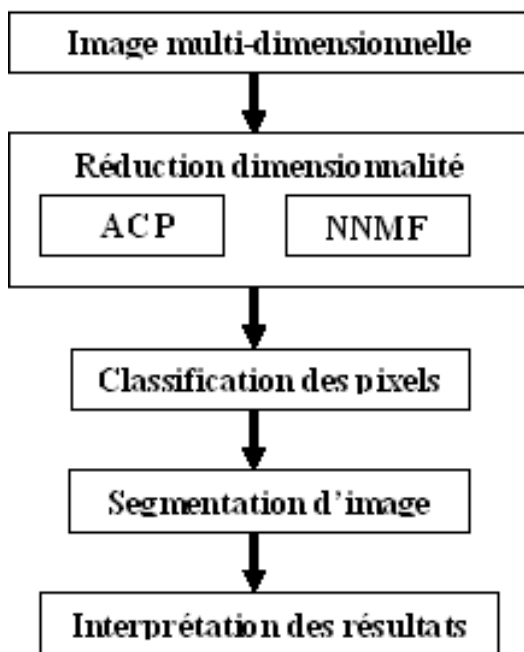 Image multi-dimensionnelle
Réduction dimensionnalité
ACP NNMF
Classification des pixels
Segmentation d'image
Interprétation des résultats